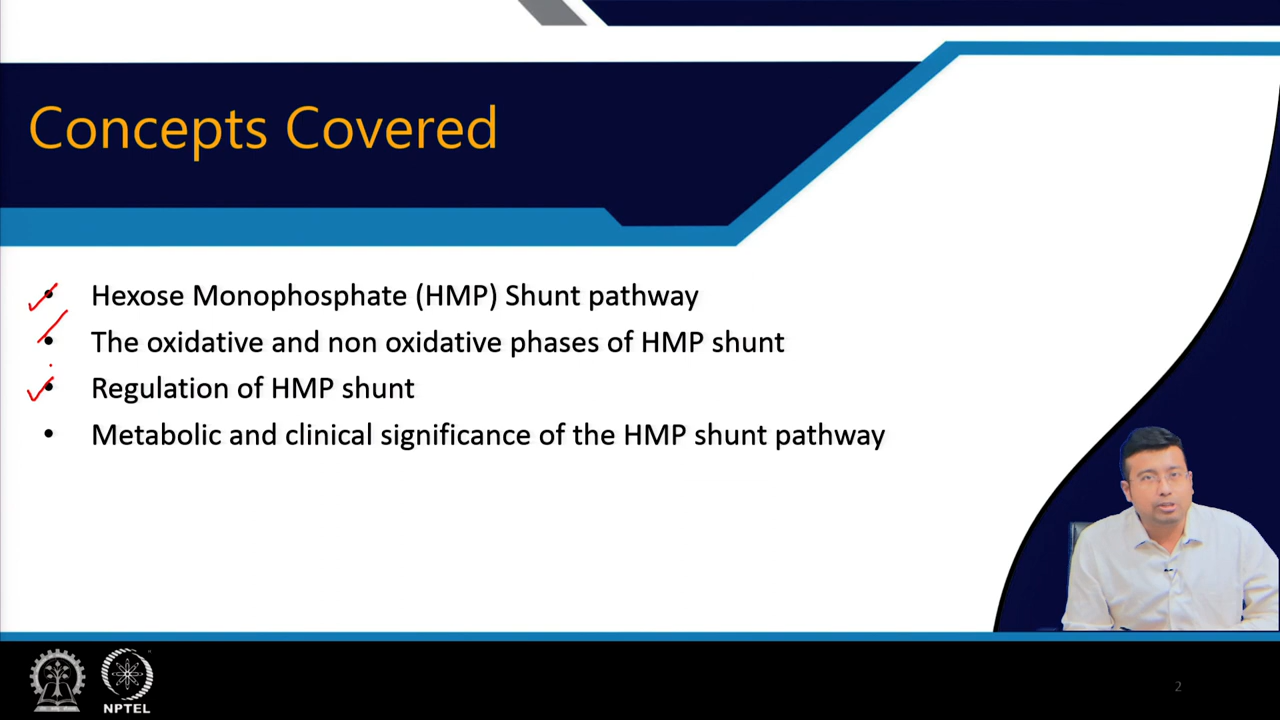 Concepts Covered
• Hexose Monophosphate (HMP) Shunt pathway
• The oxidative and non oxidative phases of HMP shunt
• Regulation of HMP shunt
• Metabolic and clinical significance of the HMP shunt pathway
NPTEL
2